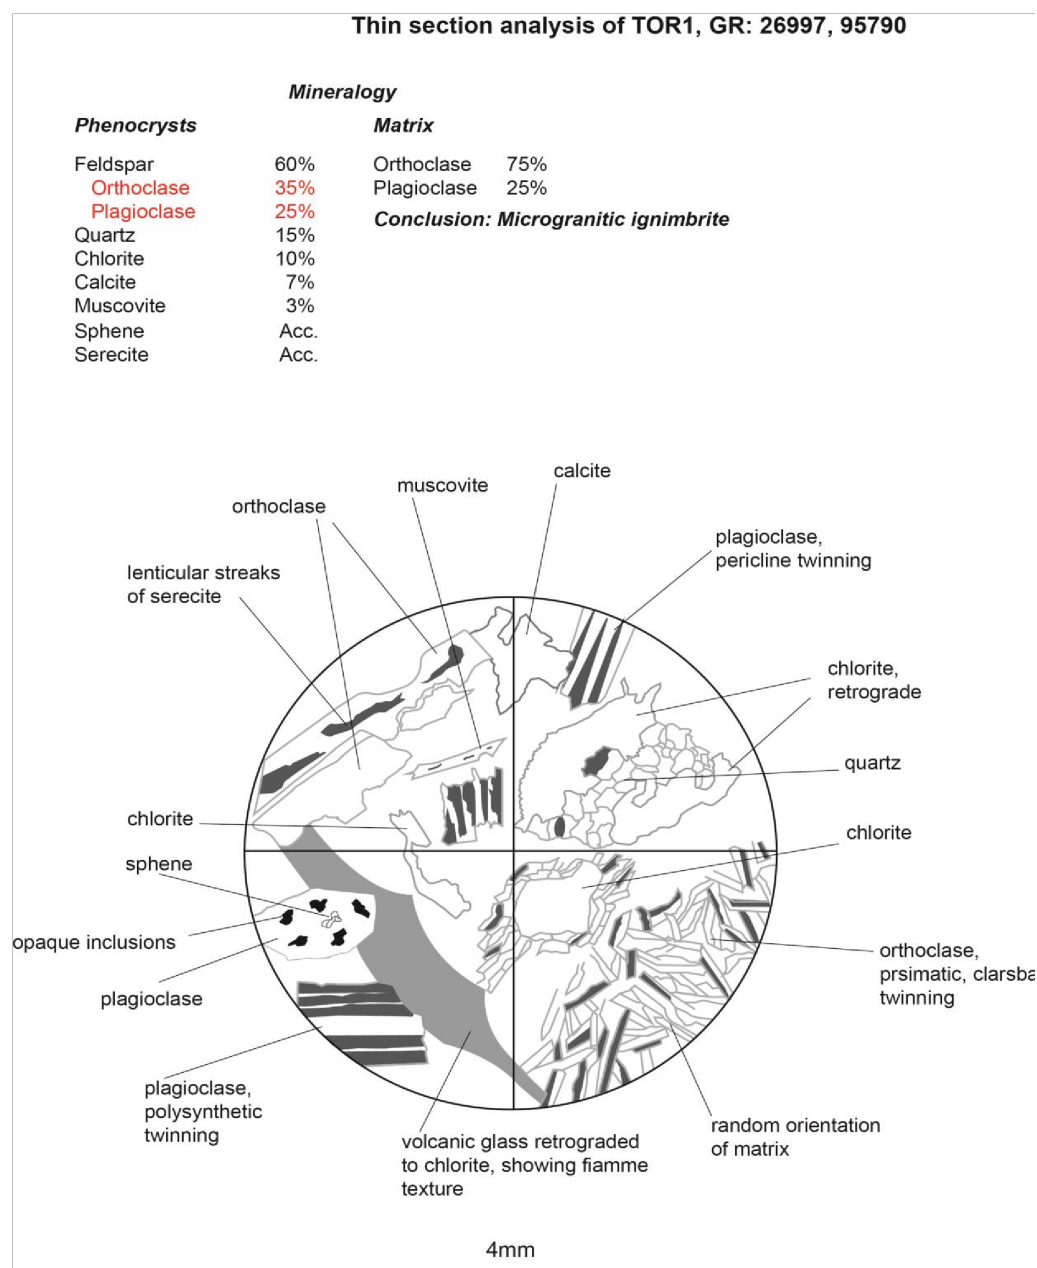 Thin section analysis of TOR1, GR: 26997, 95790
Mineralogy
Phenocrysts
Matrix
Feldspar 60%
Orthoclase 35%
Plagioclase 25%
Quartz 15%
Chlorite 10%
Calcite 7%
Muscovite 3%
Sphene Acc.
Serecite Acc.
Orthoclase 75%
Plagioclase 25%
Conclusion: Microgranitic ignimbrite
calcite
muscovite
orthoclase
plagioclase,
pericline twinning
lenticular streaks
of serecite
chlorite,
retrograde
quartz
chlorite
chlorite
sphene
opaque inclusions
plagioclase
orthoclase,
prsimatic, clarsba
twinning
plagioclase,
polysynthetic
twinning
volcanic glass retrograded
to chlorite, showing fiamme
texture
random orientation
of matrix
4mm